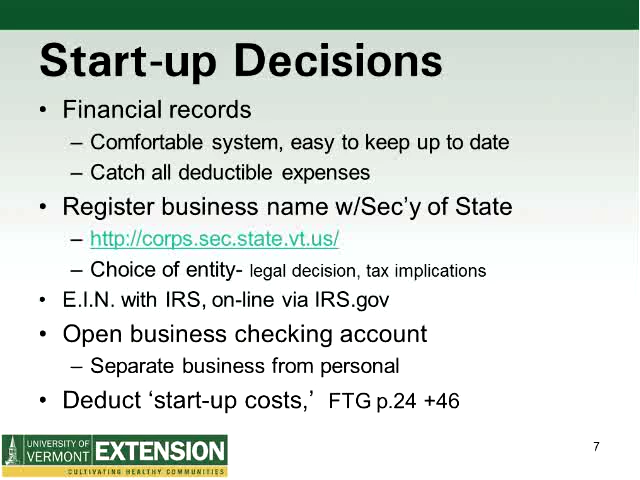 Start-up Decisions
• Financial records
– Comfortable system, easy to keep up to date
– Catch all deductible expenses
• Register business name w/Sec’y of State
– http://corps.sec.state.vt.us/
– Choice of entity- legal decision, tax implications
• E.I.N. with IRS, on-line via IRS.gov
• Open business checking account
– Separate business from personal
• Deduct ‘start-up costs,’ FTG p.24 +46
UNIVERSITY OF
VERMONT
EXTENSION
CULTIVATING HEALTHY COMMUNITIES
7